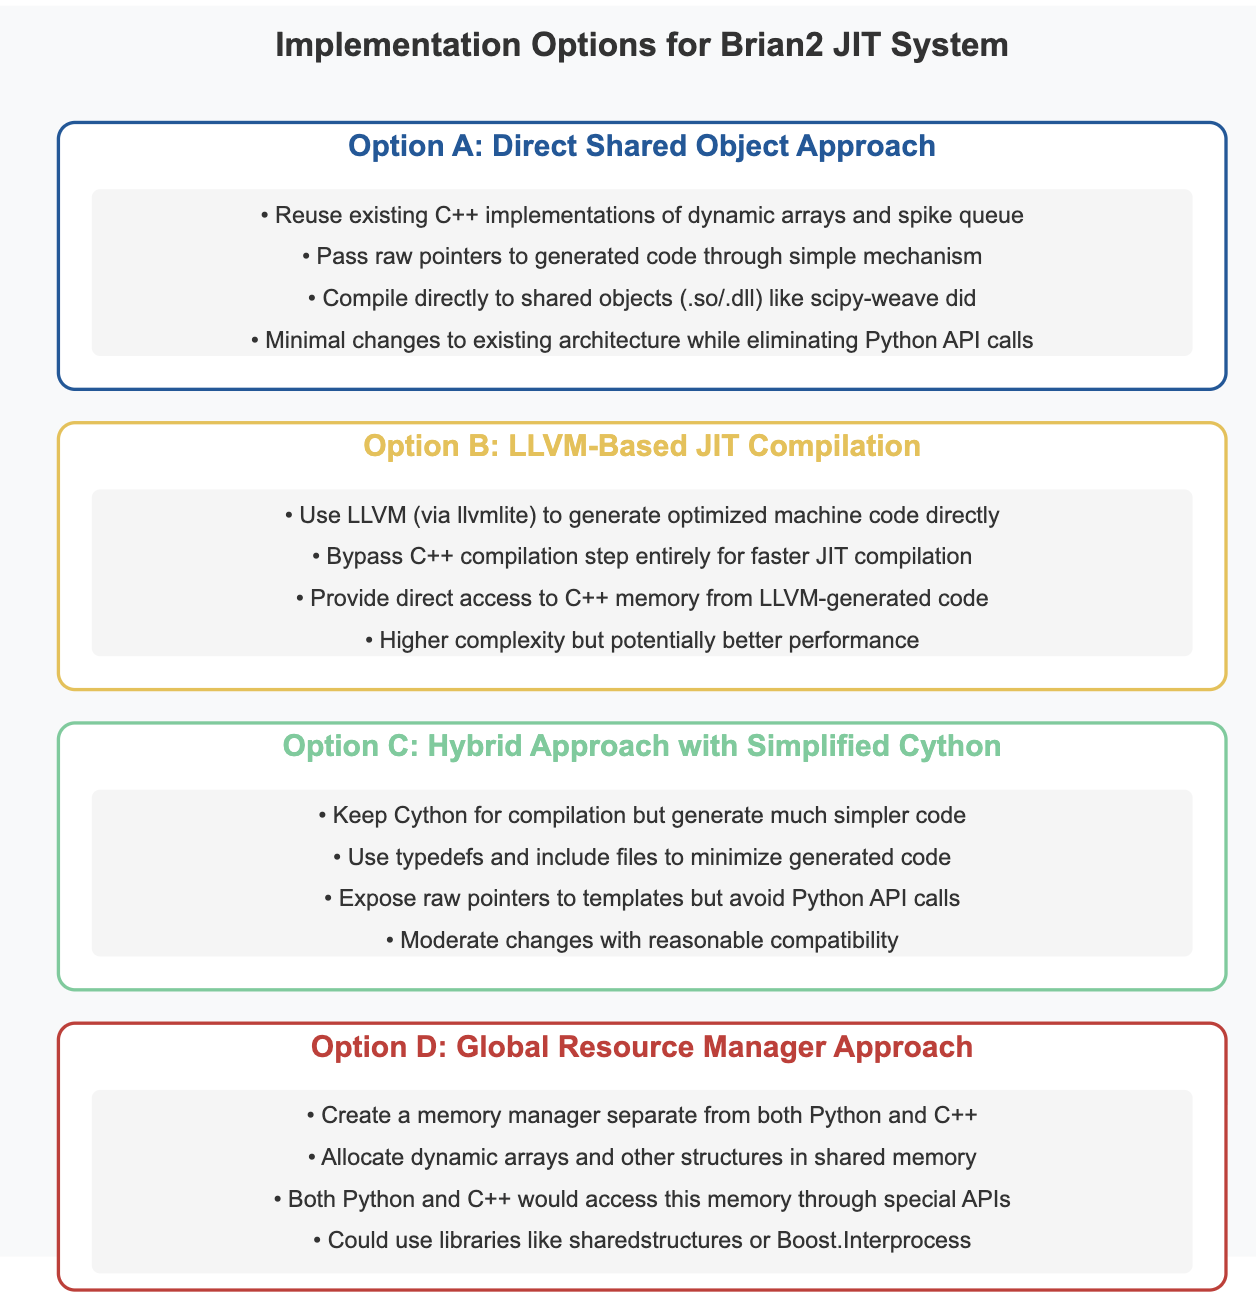 Implementation Options for Brian2 JIT System
Option A: Direct Shared Object Approach
• Reuse existing C++ implementations of dynamic arrays and spike queue
• Pass raw pointers to generated code through simple mechanism
• Compile directly to shared objects (.so/.dll) like scipy-weave did
• Minimal changes to existing architecture while eliminating Python API calls
Option B: LLVM-Based JIT Compilation
• Use LLVM (via llvmlite) to generate optimized machine code directly
• Bypass C++ compilation step entirely for faster JIT compilation
• Provide direct access to C++ memory from LLVM-generated code
• Higher complexity but potentially better performance
Option C: Hybrid Approach with Simplified Cython
• Keep Cython for compilation but generate much simpler code
• Use typedefs and include files to minimize generated code
• Expose raw pointers to templates but avoid Python API calls
• Moderate changes with reasonable compatibility
Option D: Global Resource Manager Approach
• Create a memory manager separate from both Python and C++
• Allocate dynamic arrays and other structures in shared memory
• Both Python and C++ would access this memory through special APIs
• Could use libraries like sharedstructures or Boost.Interprocess